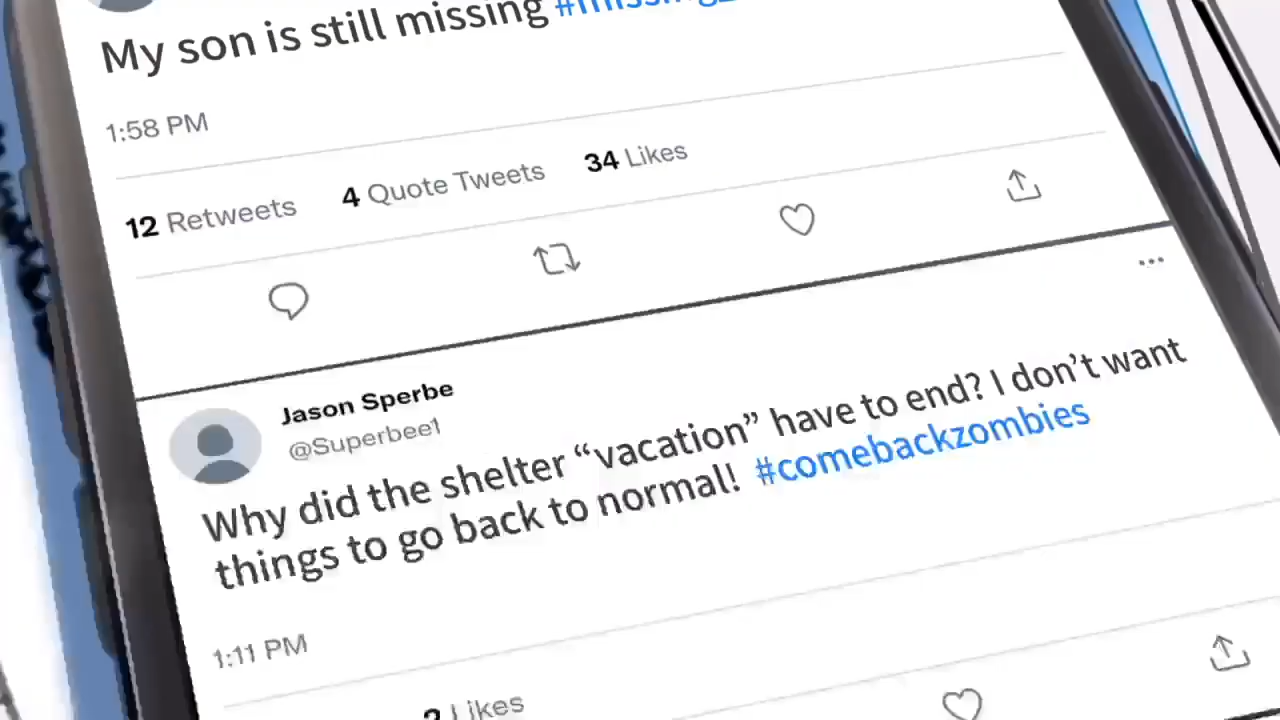 My son is still missing
1:58 PM
12 Retweets 4 Quote Tweets 34 Likes
Jason Sperbe
@Superbee1
Why did the shelter “vacation” have to end? I don’t want
things to go back to normal! #comebackzombies
1:11 PM
2 Likes